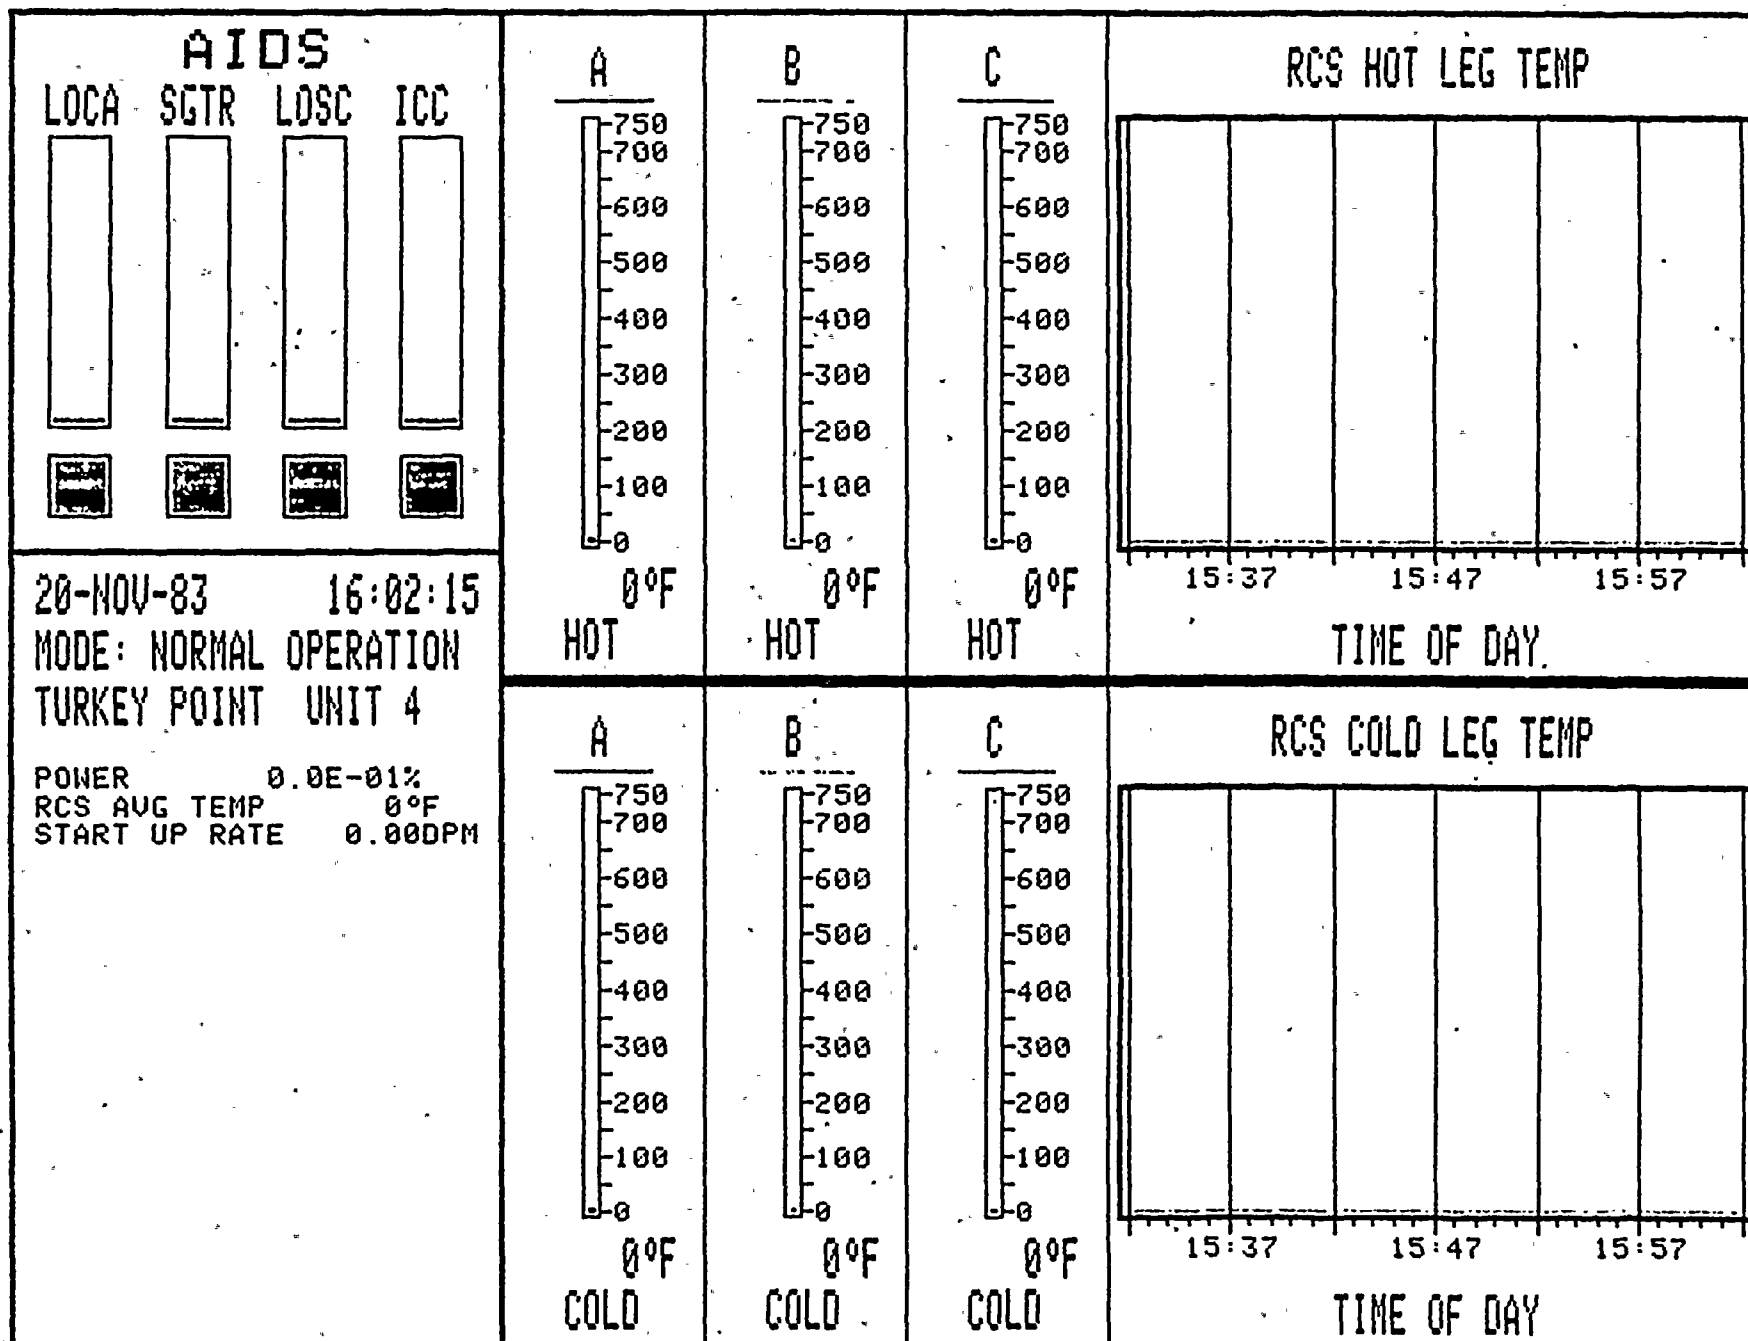 AIDS
LOCA SGTR LOSC ICC
20-NOV-83 16:02:15
MODE: NORMAL OPERATION
TURKEY POINT UNIT 4
POWER 0.0E-01%
RCS AVG TEMP 0°F
START UP RATE 0.00DPM
A
750
700
600
500
400
300
200
100
0
0°F
HOT
B
750
700
600
500
400
300
200
100
0
0°F
HOT
C
750
700
600
500
400
300
200
100
0
0°F
HOT
RCS HOT LEG TEMP
15:37 15:47 15:57
TIME OF DAY
A
750
700
600
500
400
300
200
100
0
0°F
COLD
B
750
700
600
500
400
300
200
100
0
0°F
COLD
C
750
700
600
500
400
300
200
100
0
0°F
COLD
RCS COLD LEG TEMP
15:37 15:47 15:57
TIME OF DAY